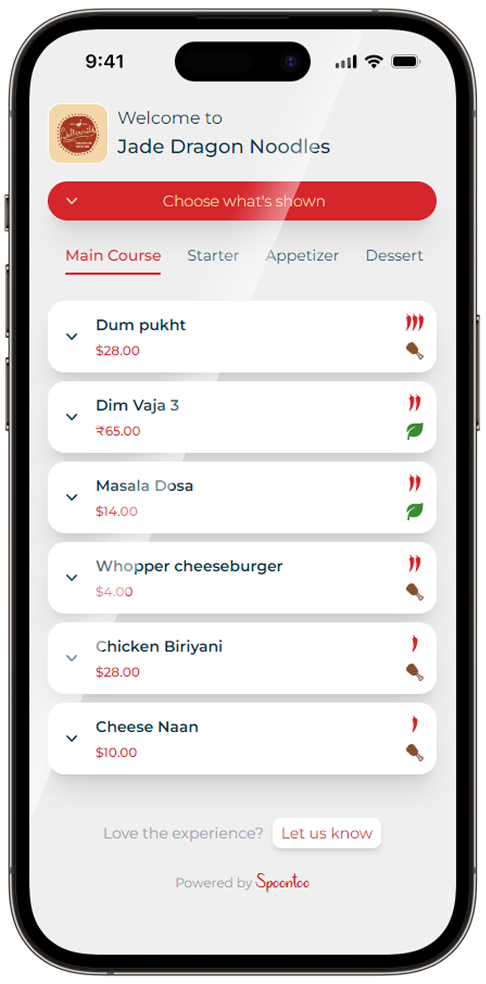 9:41
Welcome to
Jade Dragon Noodles
Choose what's shown
Main Course Starter Appetizer Dessert
Dum pukht
$28.00
Dim Vaja 3
₹65.00
Masala Dosa
$14.00
Whopper cheeseburger
$4.00
Chicken Biriyani
$28.00
Cheese Naan
$10.00
Love the experience? Let us know
Powered by Spoontoo